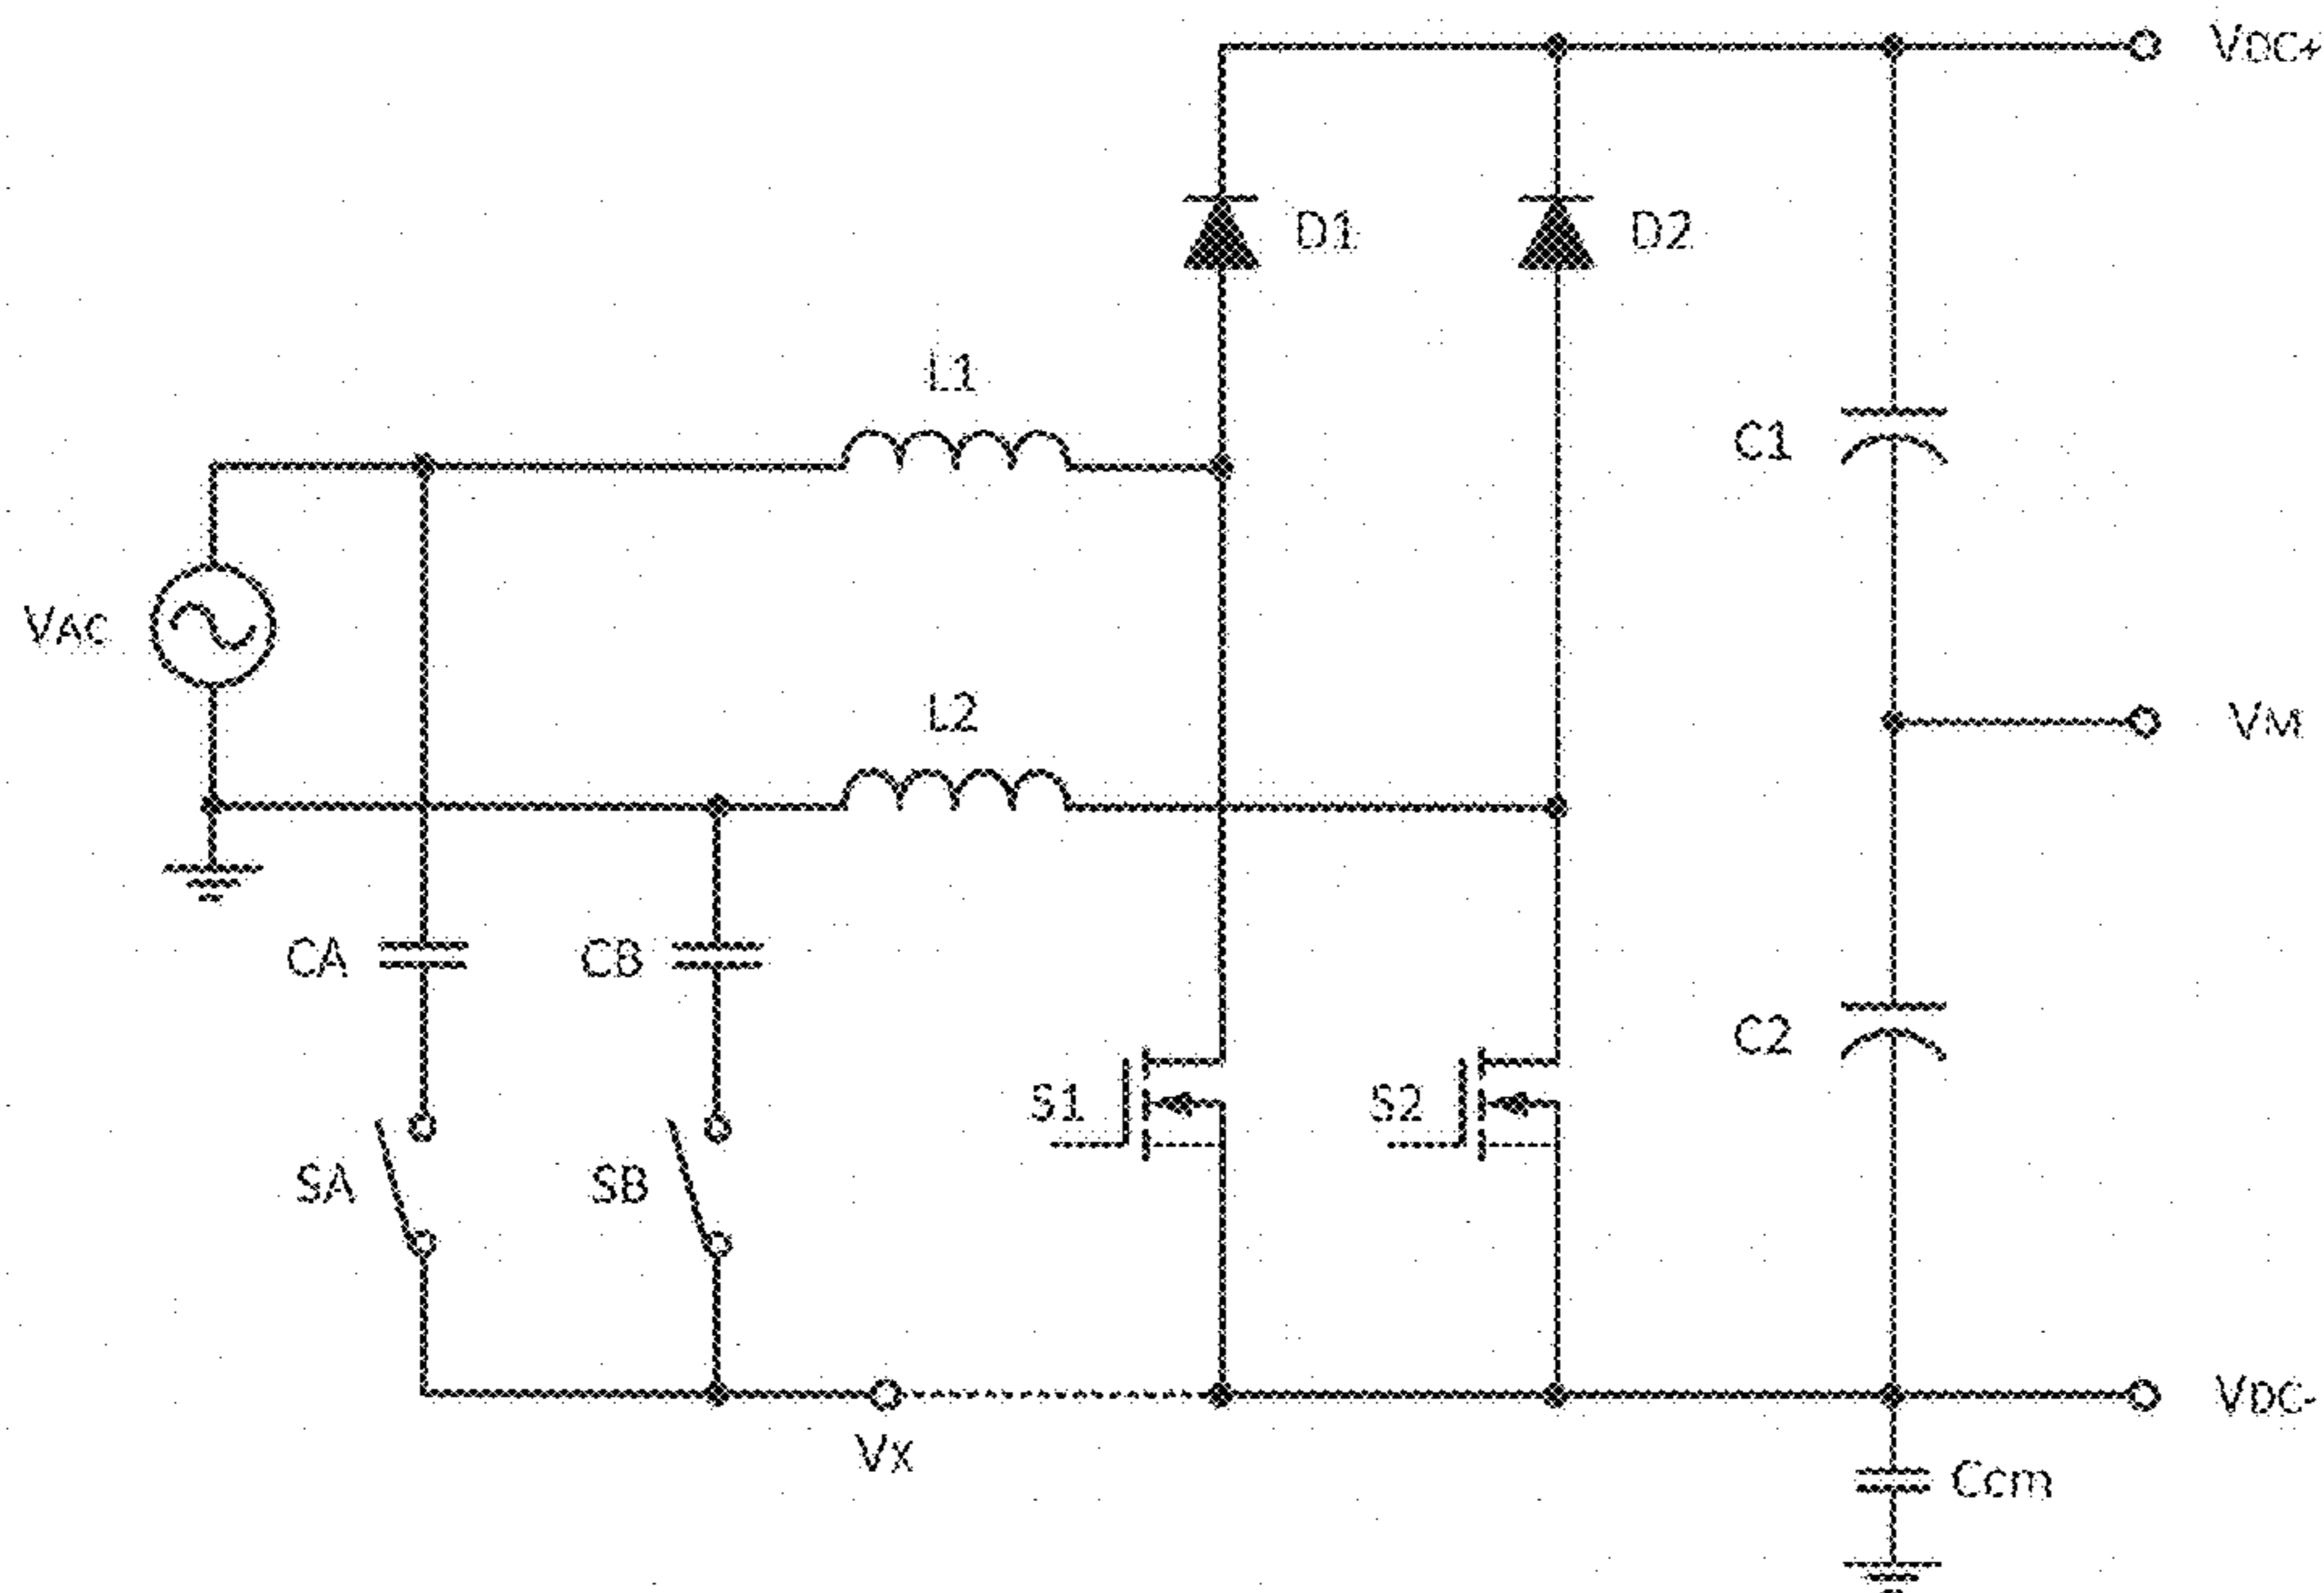 VDC+
D1
D2
L1
C1
VAC
L2
VM
CA
CB
C2
S1
S2
SA
SB
VX
VDC-
Ccm